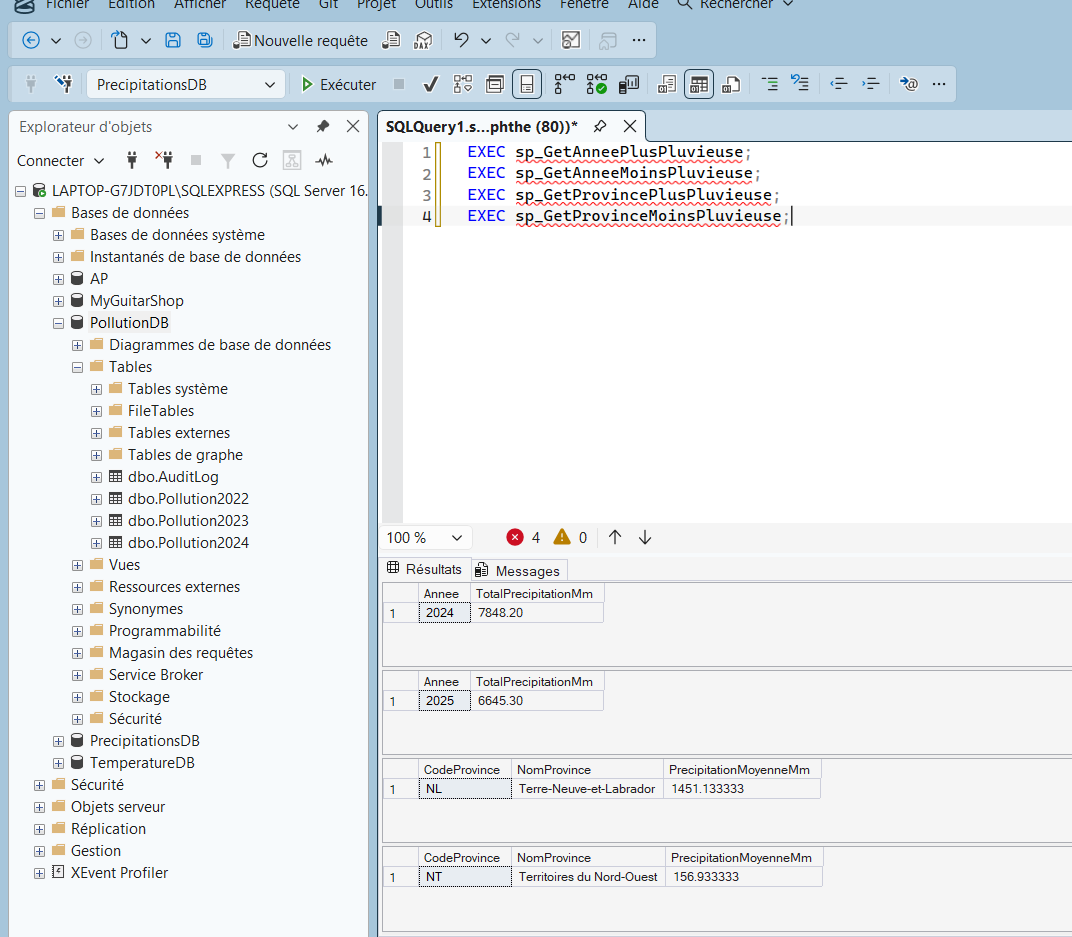 Fichier Edition Afficher Requête Git Projet Outils Extensions Fenêtre Aide Rechercher
Nouvelle requête DAX
PrecipitationsDB Exécuter
Explorateur d'objets
Connecter
LAPTOP-G7JDT0PL\SQLEXPRESS (SQL Server 16.
Bases de données
Bases de données système
Instantanés de base de données
AP
MyGuitarShop
PollutionDB
Diagrammes de base de données
Tables
Tables système
FileTables
Tables externes
Tables de graphe
dbo.AuditLog
dbo.Pollution2022
dbo.Pollution2023
dbo.Pollution2024
Vues
Ressources externes
Synonymes
Programmabilité
Magasin des requêtes
Service Broker
Stockage
Sécurité
PrecipitationsDB
TemperatureDB
Sécurité
Objets serveur
Réplication
Gestion
XEvent Profiler
SQLQuery1.s...phthe (80))*
1 EXEC sp_GetAnneePlusPluvieuse;
2 EXEC sp_GetAnneeMoinsPluvieuse;
3 EXEC sp_GetProvincePlusPluvieuse;
4 EXEC sp_GetProvinceMoinsPluvieuse;
100 % 4 0
Résultats Messages
Annee TotalPrecipitationMm
1 2024 7848.20
Annee TotalPrecipitationMm
1 2025 6645.30
CodeProvince NomProvince PrecipitationMoyenneMm
1 NL Terre-Neuve-et-Labrador 1451.133333
CodeProvince NomProvince PrecipitationMoyenneMm
1 NT Territoires du Nord-Ouest 156.933333